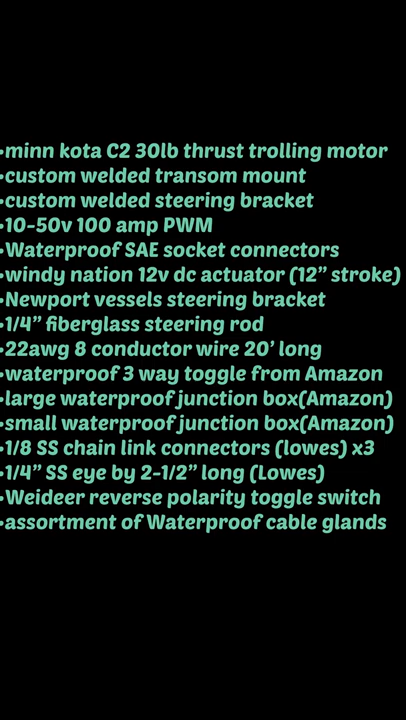 •minn kota C2 30lb thrust trolling motor
•custom welded transom mount
•custom welded steering bracket
•10-50v 100 amp PWM
•Waterproof SAE socket connectors
•windy nation 12v dc actuator (12” stroke)
•Newport vessels steering bracket
•1/4” fiberglass steering rod
•22awg 8 conductor wire 20’ long
•waterproof 3 way toggle from Amazon
•large waterproof junction box(Amazon)
•small waterproof junction box(Amazon)
•1/8 SS chain link connectors (lowes) x3
•1/4” SS eye by 2-1/2” long (Lowes)
•Weideer reverse polarity toggle switch
•assortment of Waterproof cable glands